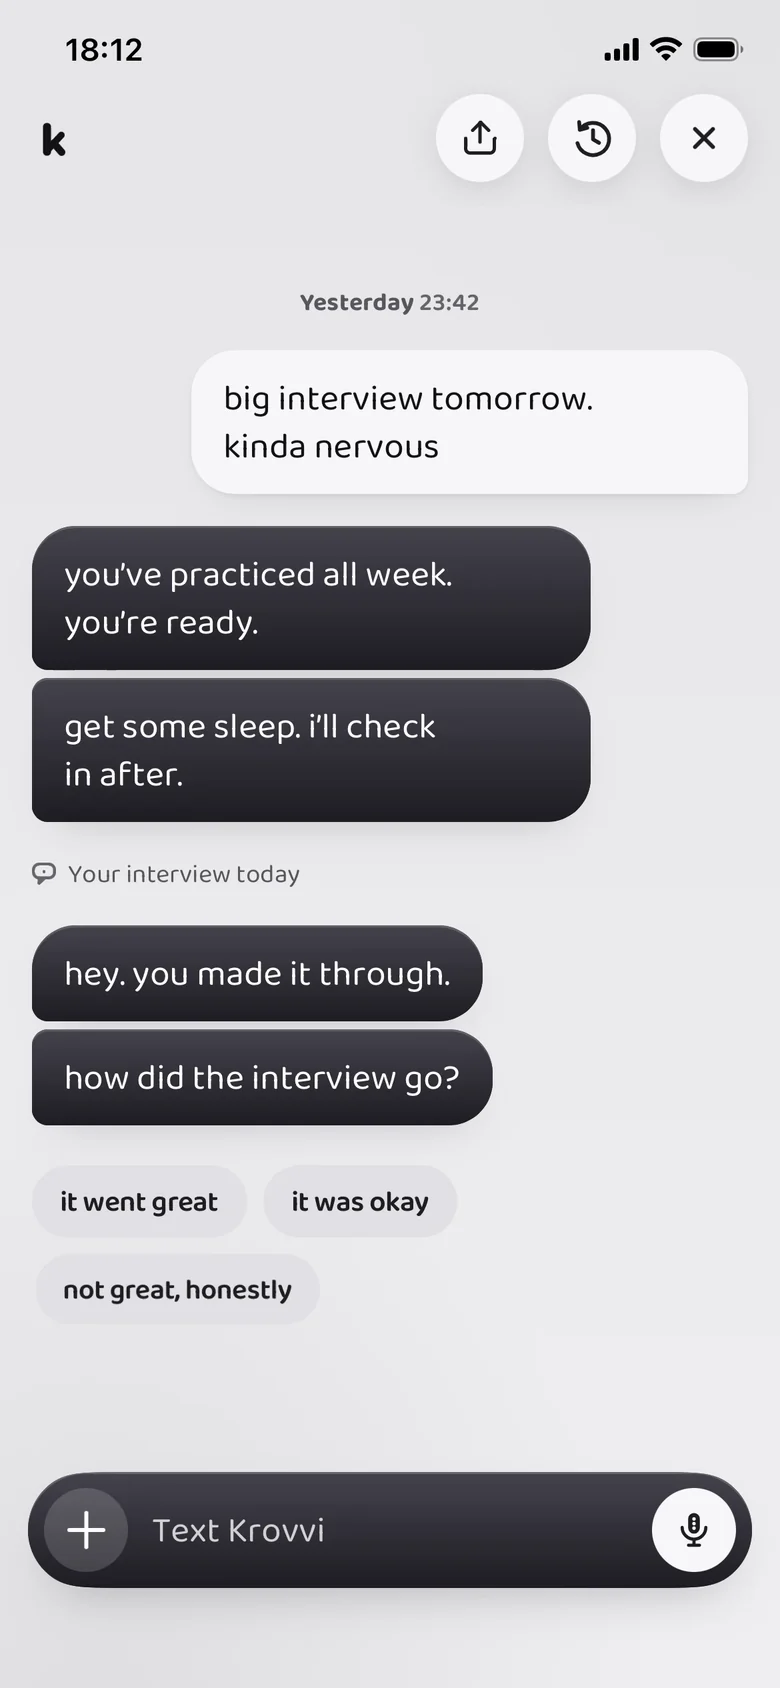 18:12
k
Yesterday 23:42
big interview tomorrow.
kinda nervous
you’ve practiced all week.
you’re ready.
get some sleep. i’ll check
in after.
Your interview today
hey. you made it through.
how did the interview go?
it went great
it was okay
not great, honestly
Text Krovvi